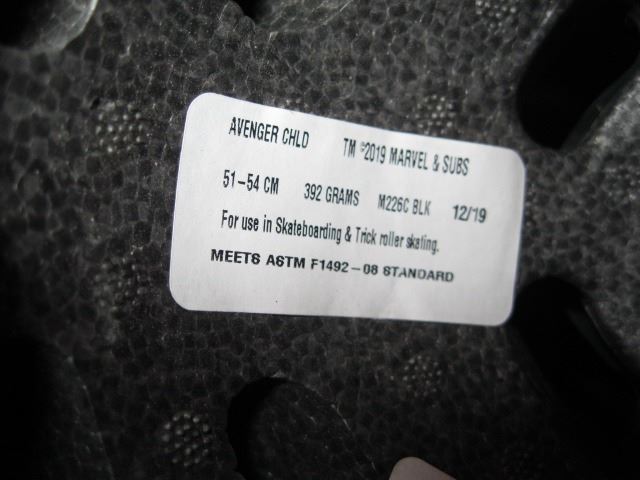 AVENGER CHLD TM ©2019 MARVEL & SUBS
51-54 CM 392 GRAMS M226C BLK 12/19
For use in Skateboarding & Trick roller skating.
MEETS ASTM F1492-08 STANDARD